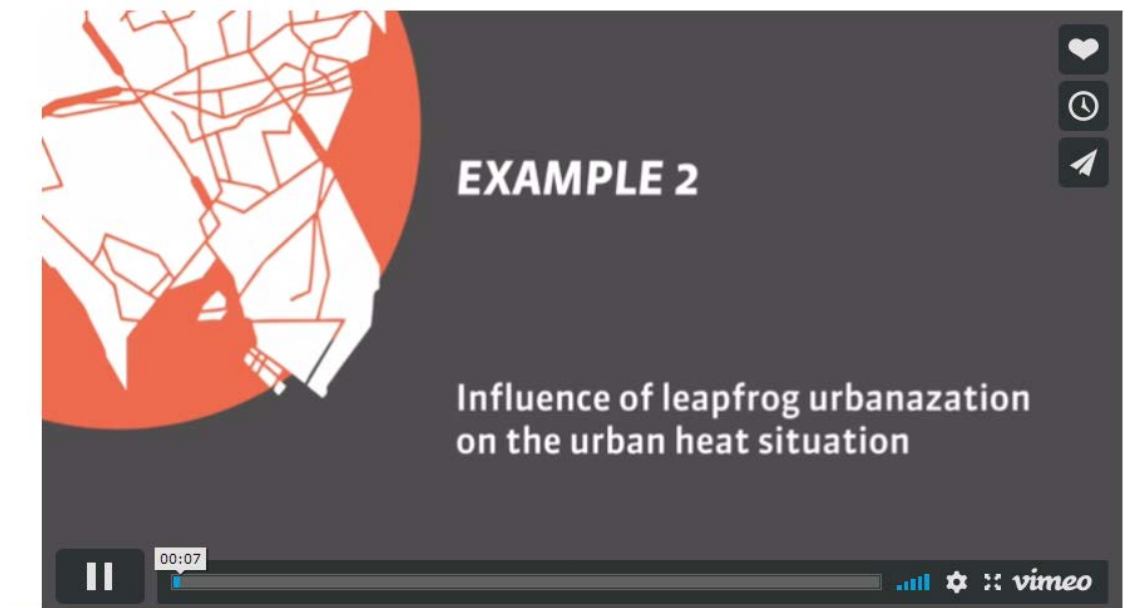 EXAMPLE 2
Influence of leapfrog urbanazation
on the urban heat situation
00:07
vimeo